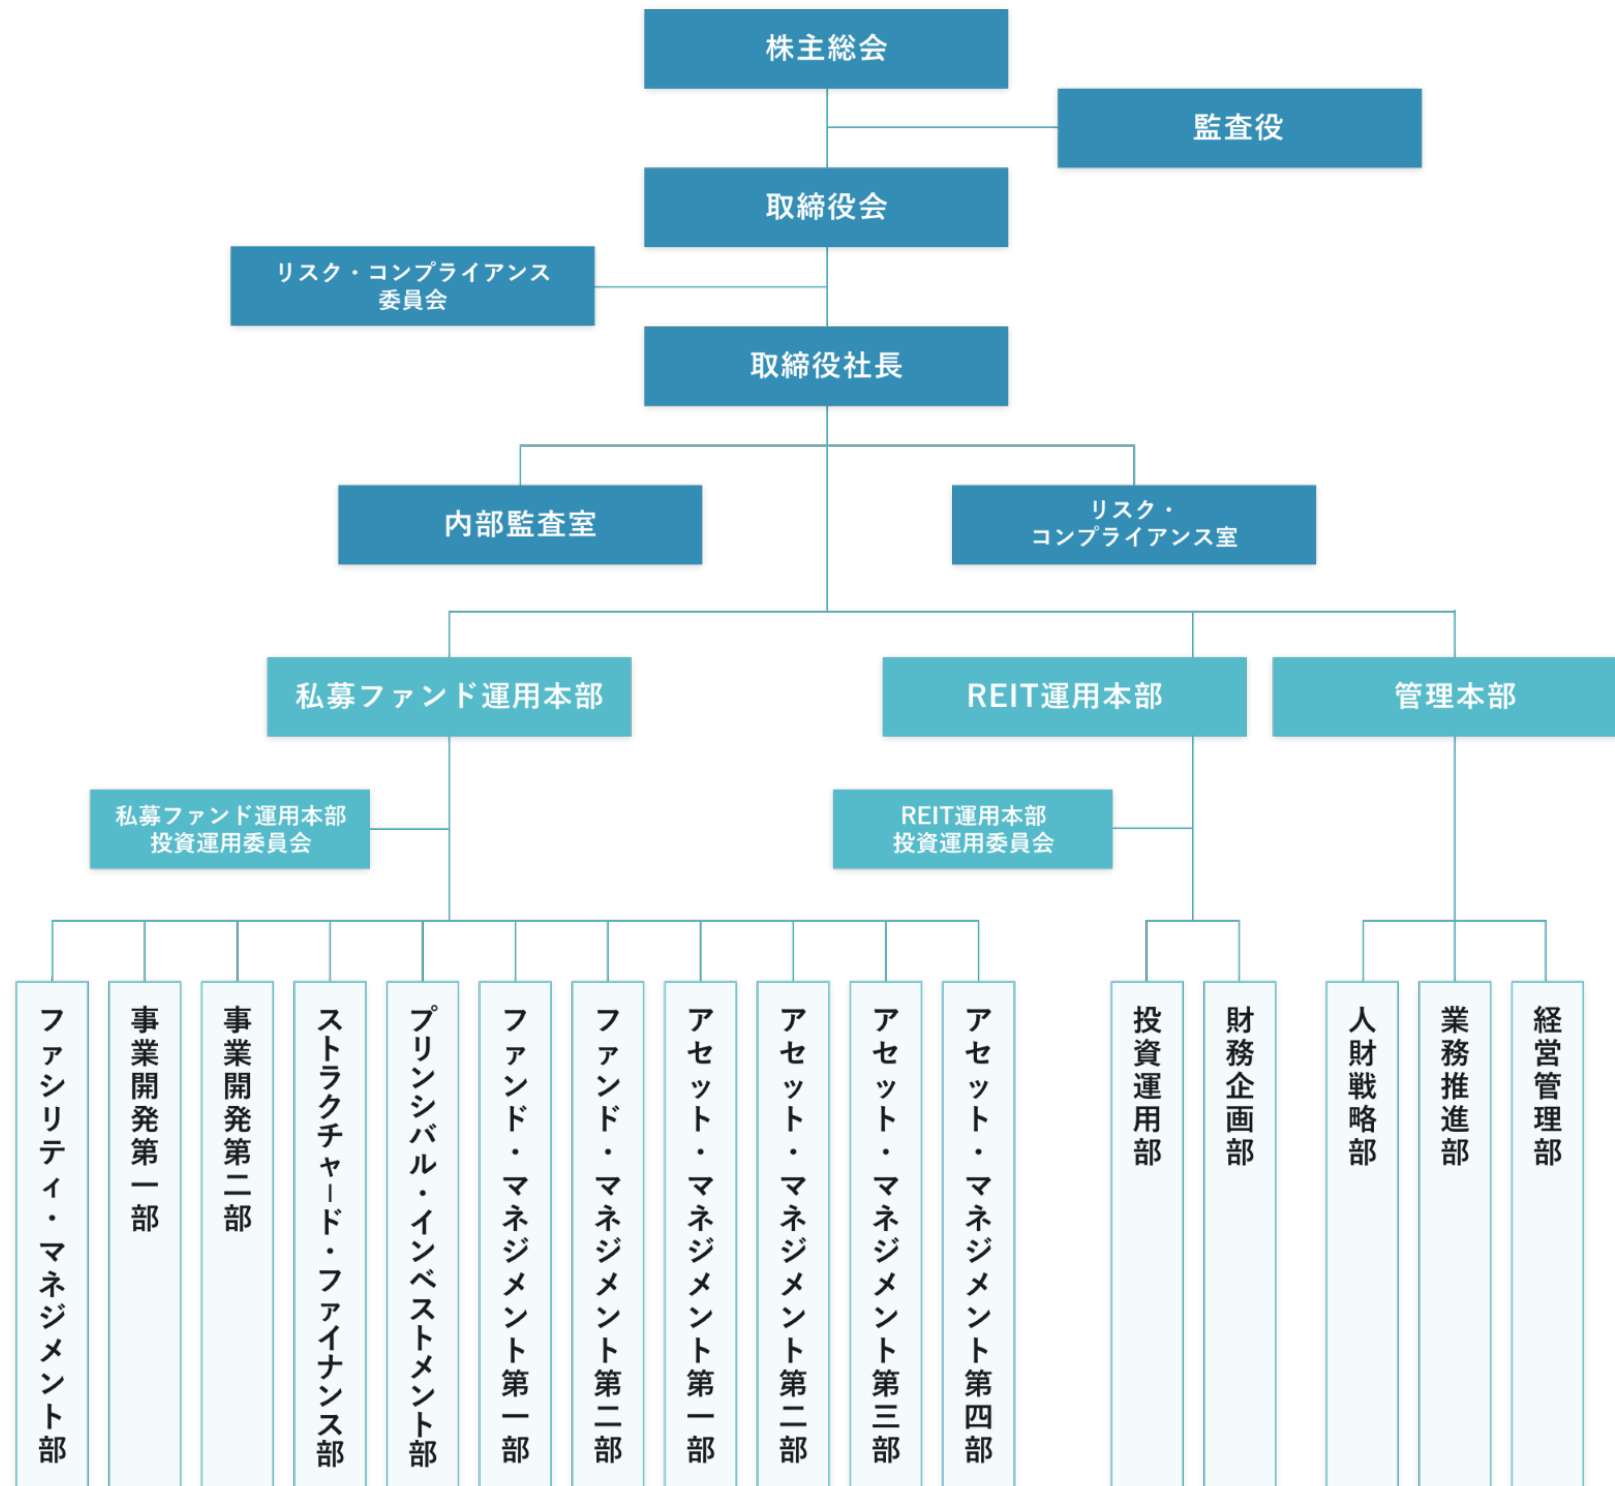 株主総会
監査役
取締役会
リスク・コンプライアンス
委員会
取締役社長
内部監査室
リスク・
コンプライアンス室
私募ファンド運用本部
REIT運用本部
管理本部
私募ファンド運用本部
投資運用委員会
REIT運用本部
投資運用委員会
ファシリティ・マネジメント部
事業開発第一部
事業開発第二部
ストラクチャード・ファイナンス部
プリンシパル・インベストメント部
ファンド・マネジメント第一部
ファンド・マネジメント第二部
アセット・マネジメント第一部
アセット・マネジメント第二部
アセット・マネジメント第三部
アセット・マネジメント第四部
投資運用部
財務企画部
人財戦略部
業務推進部
経営管理部